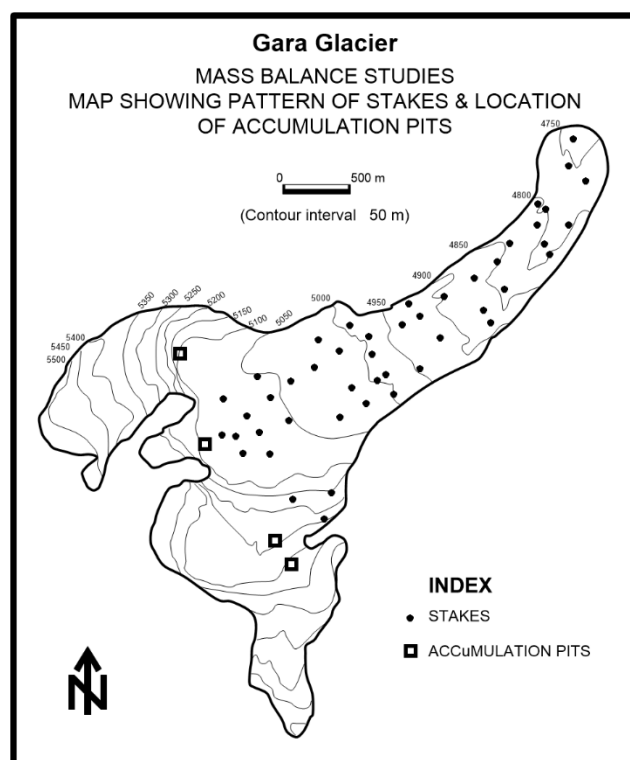 Gara Glacier
MASS BALANCE STUDIES
MAP SHOWING PATTERN OF STAKES & LOCATION
OF ACCUMULATION PITS
0 500 m
(Contour interval 50 m)
4750
4800
4850
4900
4950
5000
5050
5100
5150
5200
5250
5300
5350
5400
5450
5500
INDEX
STAKES
ACCuMULATION PITS
N